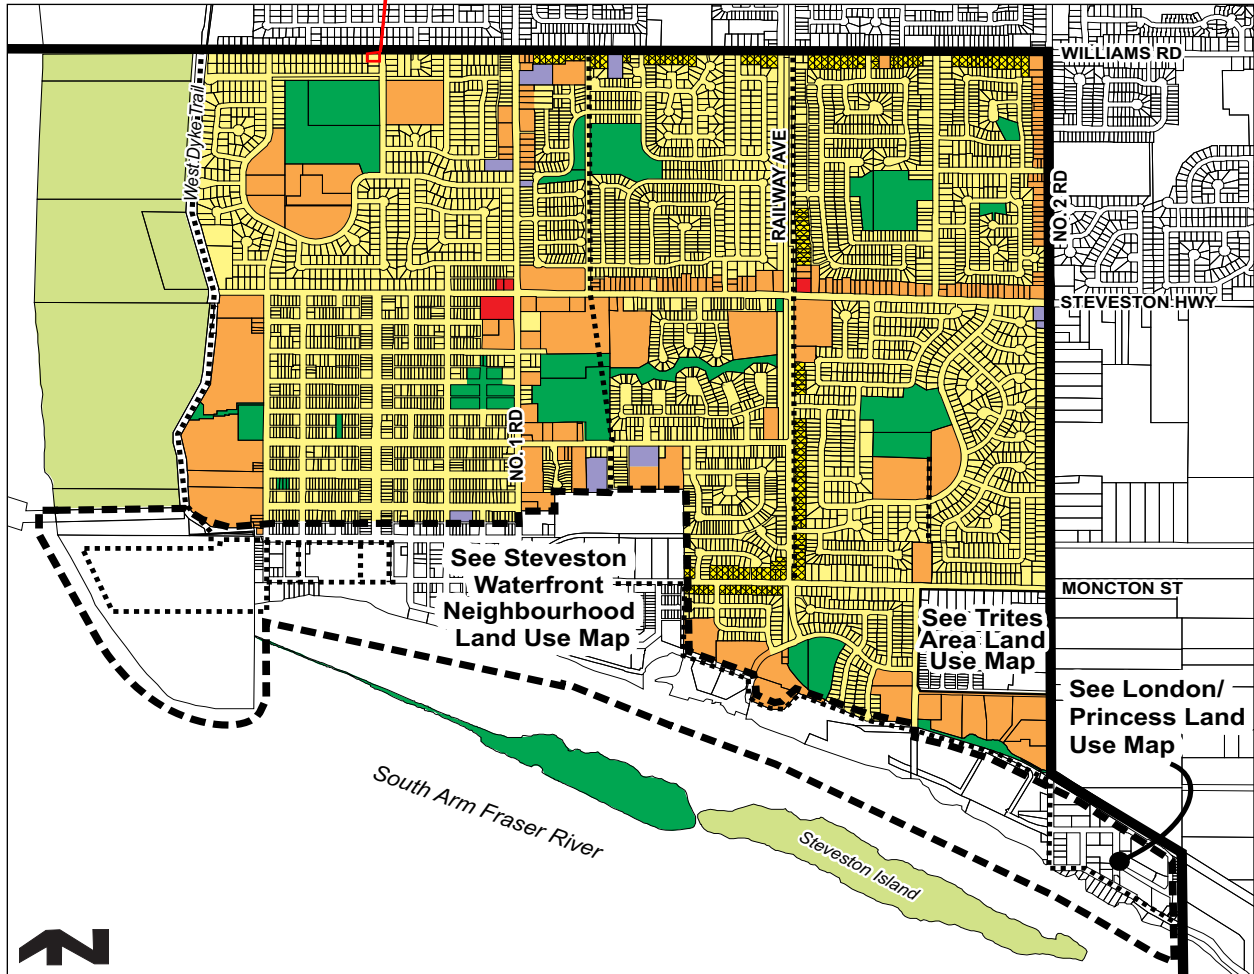 WILLIAMS RD
West Dyke Trail
RAILWAY AVE
NO. 2 RD
STEVESTON HWY
NO. 1 RD
See Steveston
Waterfront
Neighbourhood
Land Use Map
MONCTON ST
See Trites
Area Land
Use Map
See London/
Princess Land
Use Map
South Arm Fraser River
Steveston Island
N